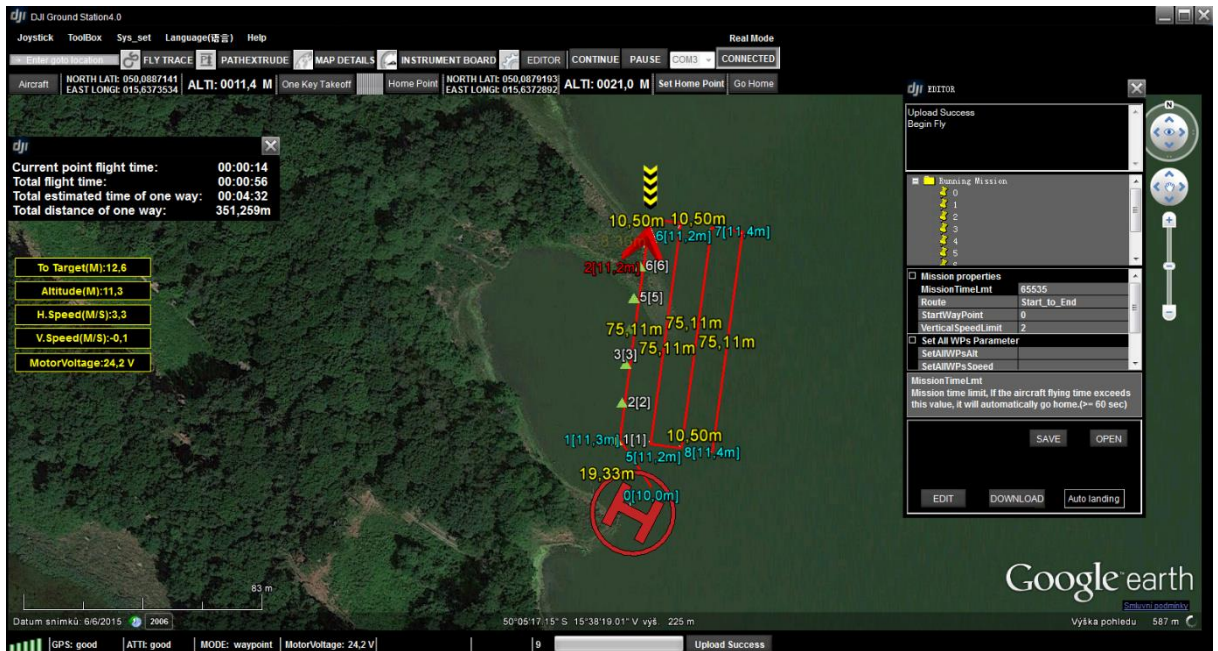 dji DJI Ground Station4.0
Joystick ToolBox Sys_set Language(语言) Help
Real Mode
Enter goto location FLY TRACE PATHEXTRUDE MAP DETAILS INSTRUMENT BOARD EDITOR CONTINUE PAUSE COM3 CONNECTED
Aircraft NORTH LATI: 050,0887141 ALTI: 0011,4 M One Key Takeoff Home Point NORTH LATI: 050,0879193 ALTI: 0021,0 M Set Home Point Go Home
EAST LONGI: 015,6373534 EAST LONGI: 015,6372892
dji
Current point flight time: 00:00:14
Total flight time: 00:00:56
Total estimated time of one way: 00:04:32
Total distance of one way: 351,259m
To Target(M):12,6
Altitude(M):11,3
H.Speed(M/S):3,3
V.Speed(M/S):-0,1
MotorVoltage:24,2 V
10,50m 10,50m
6[11,2m] 7[11,4m]
2[11,2m] 6[6]
5[5]
75,11m 75,11m
3[3] 75,11m 75,11m
2[2]
1[11,3m] 1[1] 10,50m
5[11,2m] 8[11,4m]
19,33m
0[10,0m]
H
dji EDITOR
Upload Success
Begin Fly
Running Mission
0
1
2
3
4
5
6
Mission properties
MissionTimeLmt 65535
Route Start_to_End
StartWayPoint 0
VerticalSpeedLimit 2
Set All WPs Parameter
SetAllWPsAlt
SetAllWPsSpeed
MissionTimeLmt
Mission time limit, If the aircraft flying time exceeds
this value, it will automatically go home.(>= 60 sec)
SAVE OPEN
EDIT DOWNLOAD Auto landing
N
83 m
Google earth
Smluvní podmínky
Datum snímků: 6/6/2015 2006 50°05'17.15" S 15°38'19.01" V výš. 225 m Výška pohledu 587 m
GPS: good ATTI: good MODE: waypoint MotorVoltage: 24,2 V 9 Upload Success